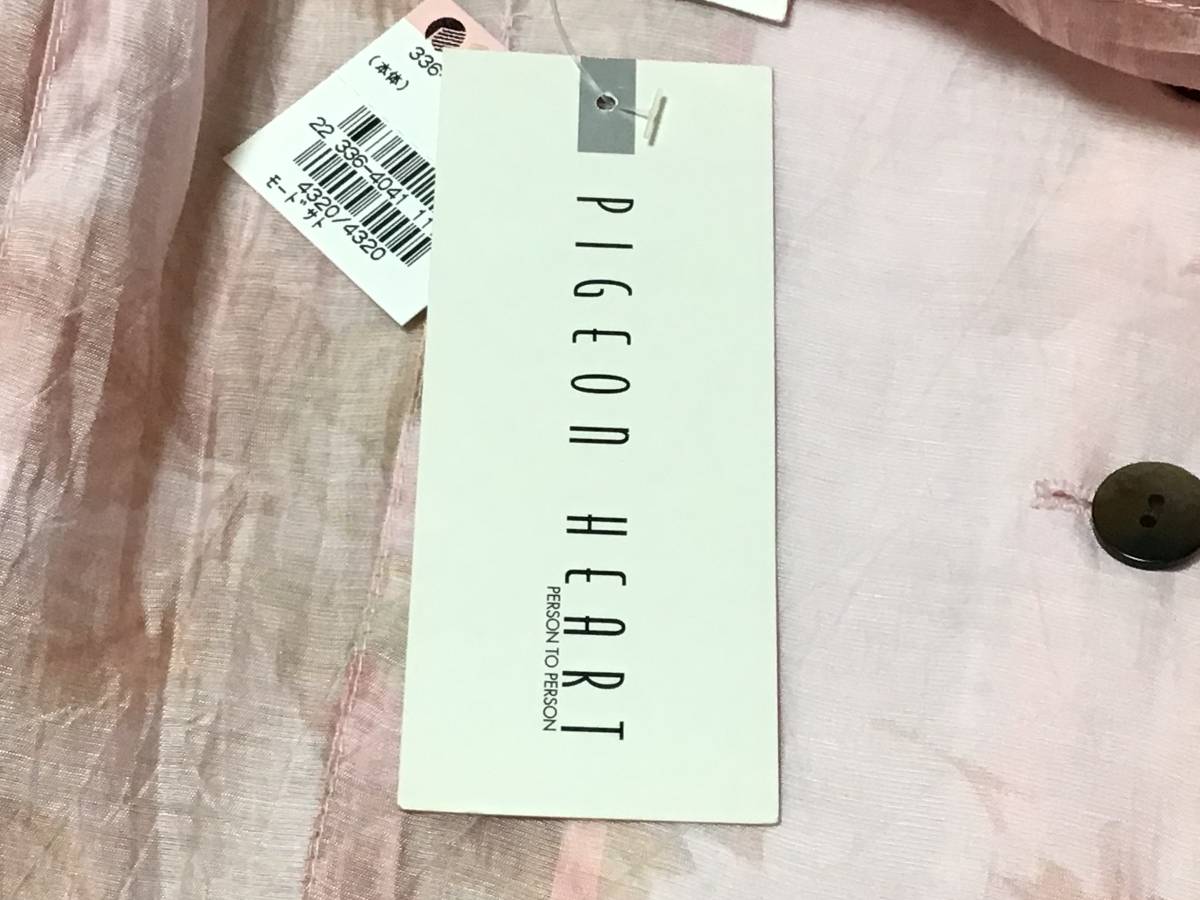 336-
(本体)
22 336-4041 11
4320/4320
モードサト
PIGEON HEART
PERSON TO PERSON